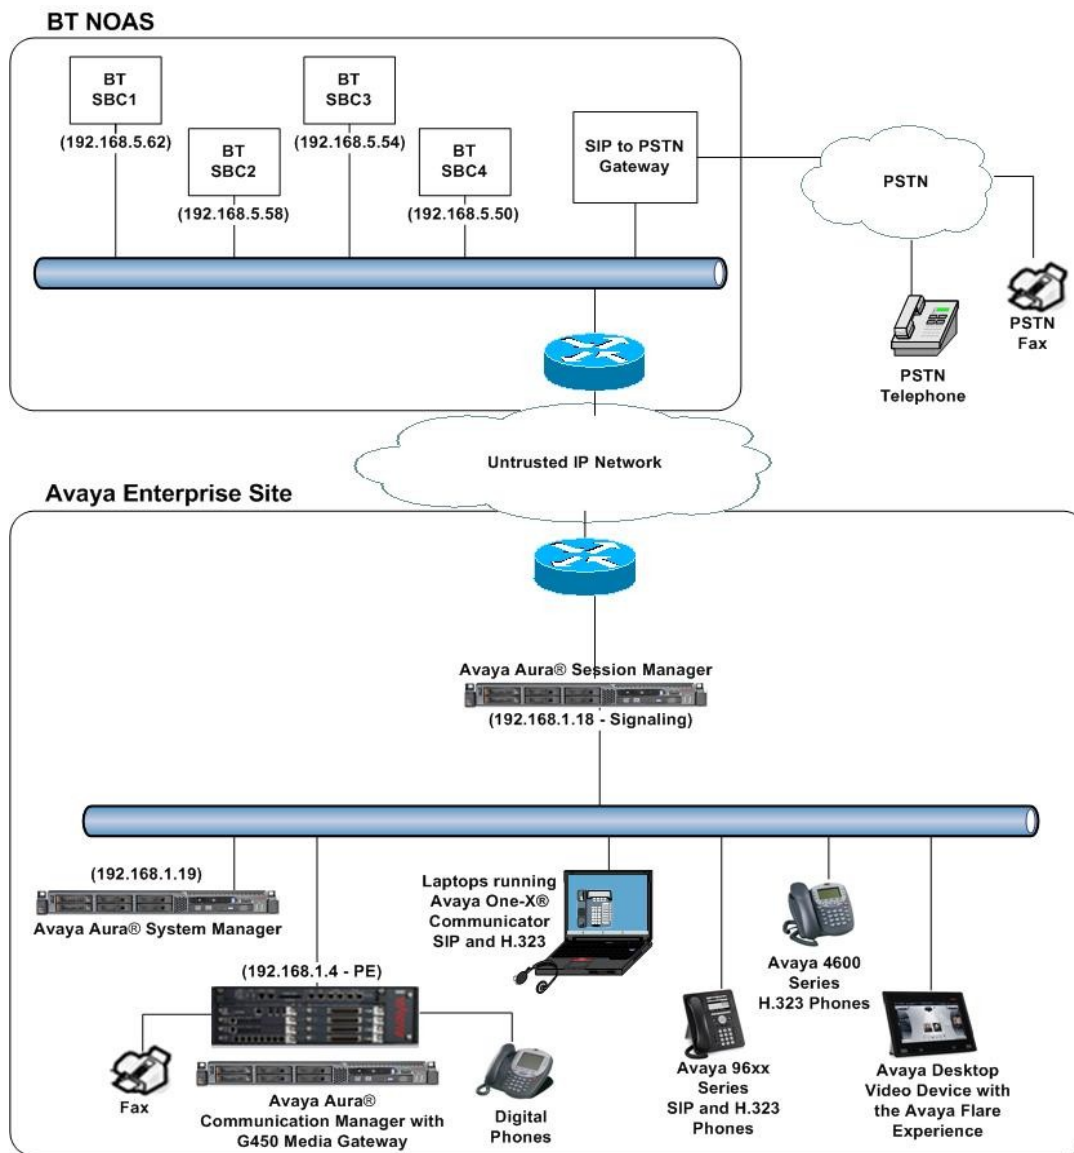 BT NOAS
BT
SBC1
(192.168.5.62)
BT
SBC2
(192.168.5.58)
BT
SBC3
(192.168.5.54)
BT
SBC4
(192.168.5.50)
SIP to PSTN
Gateway
PSTN
PSTN
Telephone
PSTN
Fax
Untrusted IP Network
Avaya Enterprise Site
Avaya Aura® Session Manager
(192.168.1.18 - Signaling)
(192.168.1.19)
Avaya Aura® System Manager
(192.168.1.4 - PE)
Fax
Avaya Aura®
Communication Manager with
G450 Media Gateway
Digital
Phones
Laptops running
Avaya One-X®
Communicator
SIP and H.323
Avaya 96xx
Series
SIP and H.323
Phones
Avaya 4600
Series
H.323 Phones
Avaya Desktop
Video Device with
the Avaya Flare
Experience